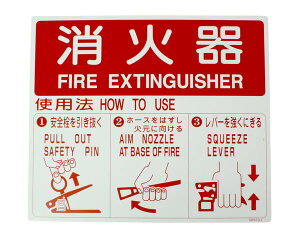 消火器
FIRE EXTINGUISHER
使用法 HOW TO USE
❶ 安全栓を引き抜く
PULL OUT
SAFETY PIN
❷ ホースをはずし
火元に向ける
AIM NOZZLE
AT BASE OF FIRE
❸ レバーを強くにぎる
SQUEEZE
LEVER